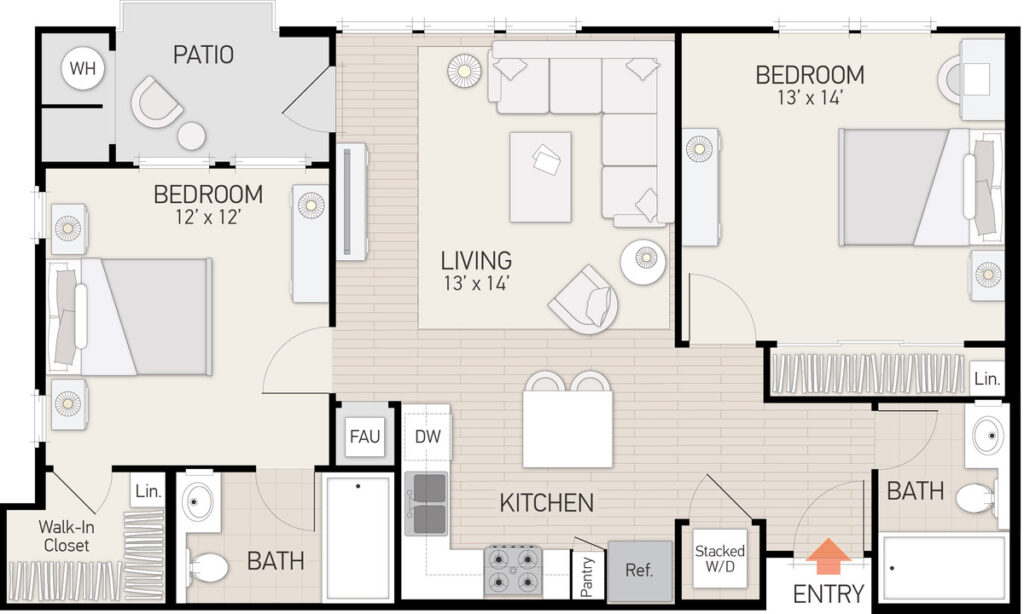 PATIO
WH
BEDROOM
13’ x 14’
BEDROOM
12’ x 12’
LIVING
13’ x 14’
Lin.
FAU
DW
BATH
Lin.
KITCHEN
Walk-In
Closet
BATH
Pantry
Ref.
Stacked
W/D
ENTRY